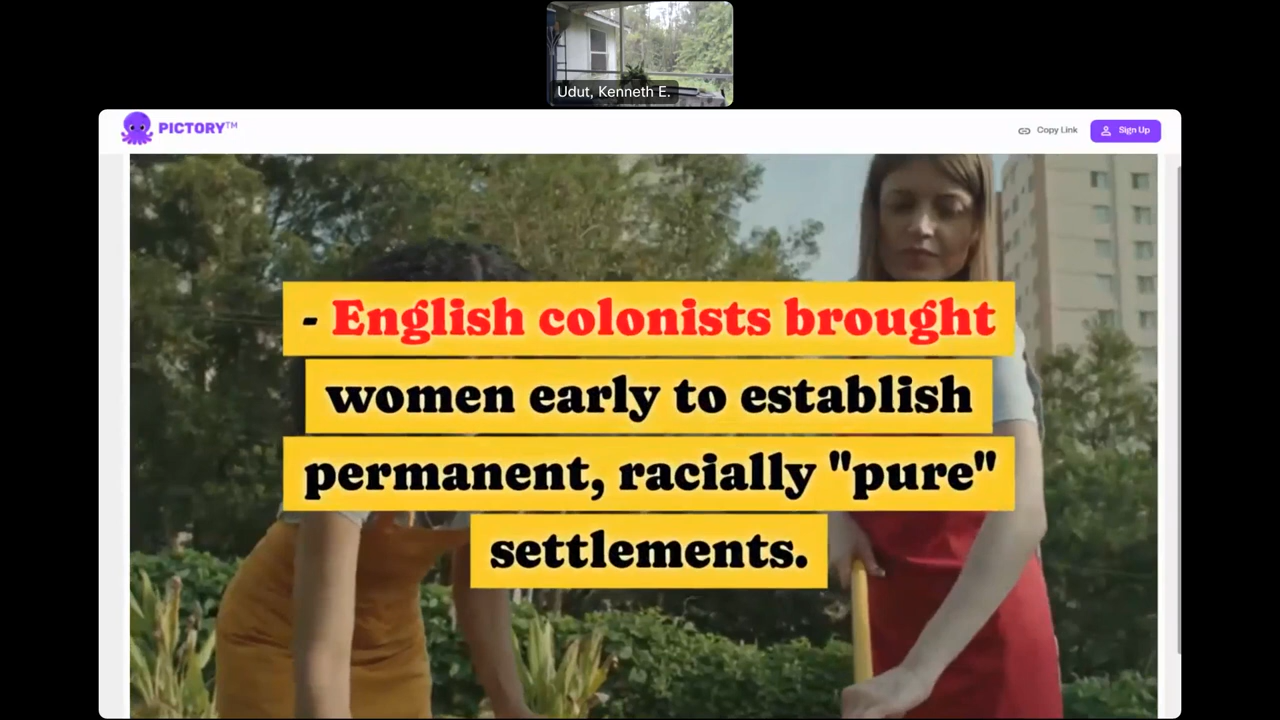 Udut, Kenneth E.
PICTORY™
Copy Link
Sign Up
- English colonists brought
women early to establish
permanent, racially "pure"
settlements.